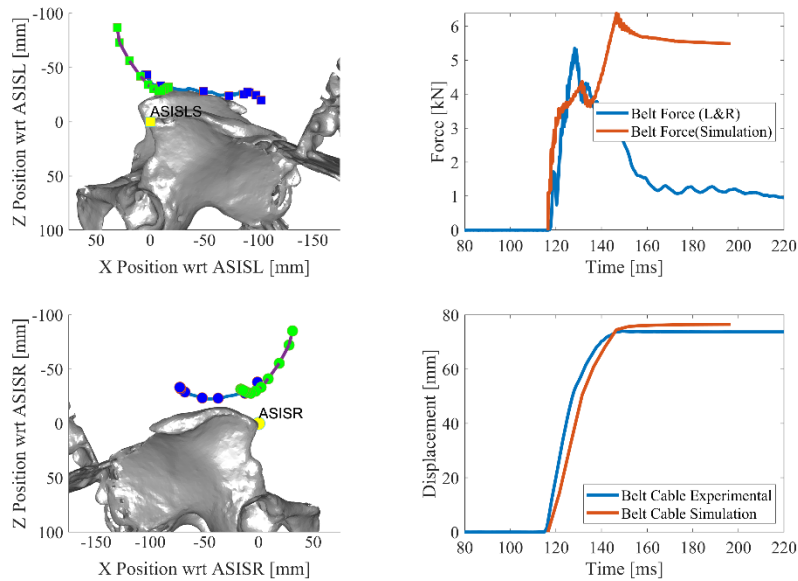 -100
-50
0
50
100
Z Position wrt ASISL [mm]
ASISLS
50 0 -50 -100 -150
X Position wrt ASISL [mm]
6
5
4
3
2
1
0
Force [kN]
Belt Force (L&R)
Belt Force(Simulation)
80 100 120 140 160 180 200 220
Time [ms]
-100
-50
0
50
100
Z Position wrt ASISR [mm]
ASISR
-150 -100 -50 0 50
X Position wrt ASISR [mm]
80
60
40
20
0
Displacement [mm]
Belt Cable Experimental
Belt Cable Simulation
80 100 120 140 160 180 200 220
Time [ms]